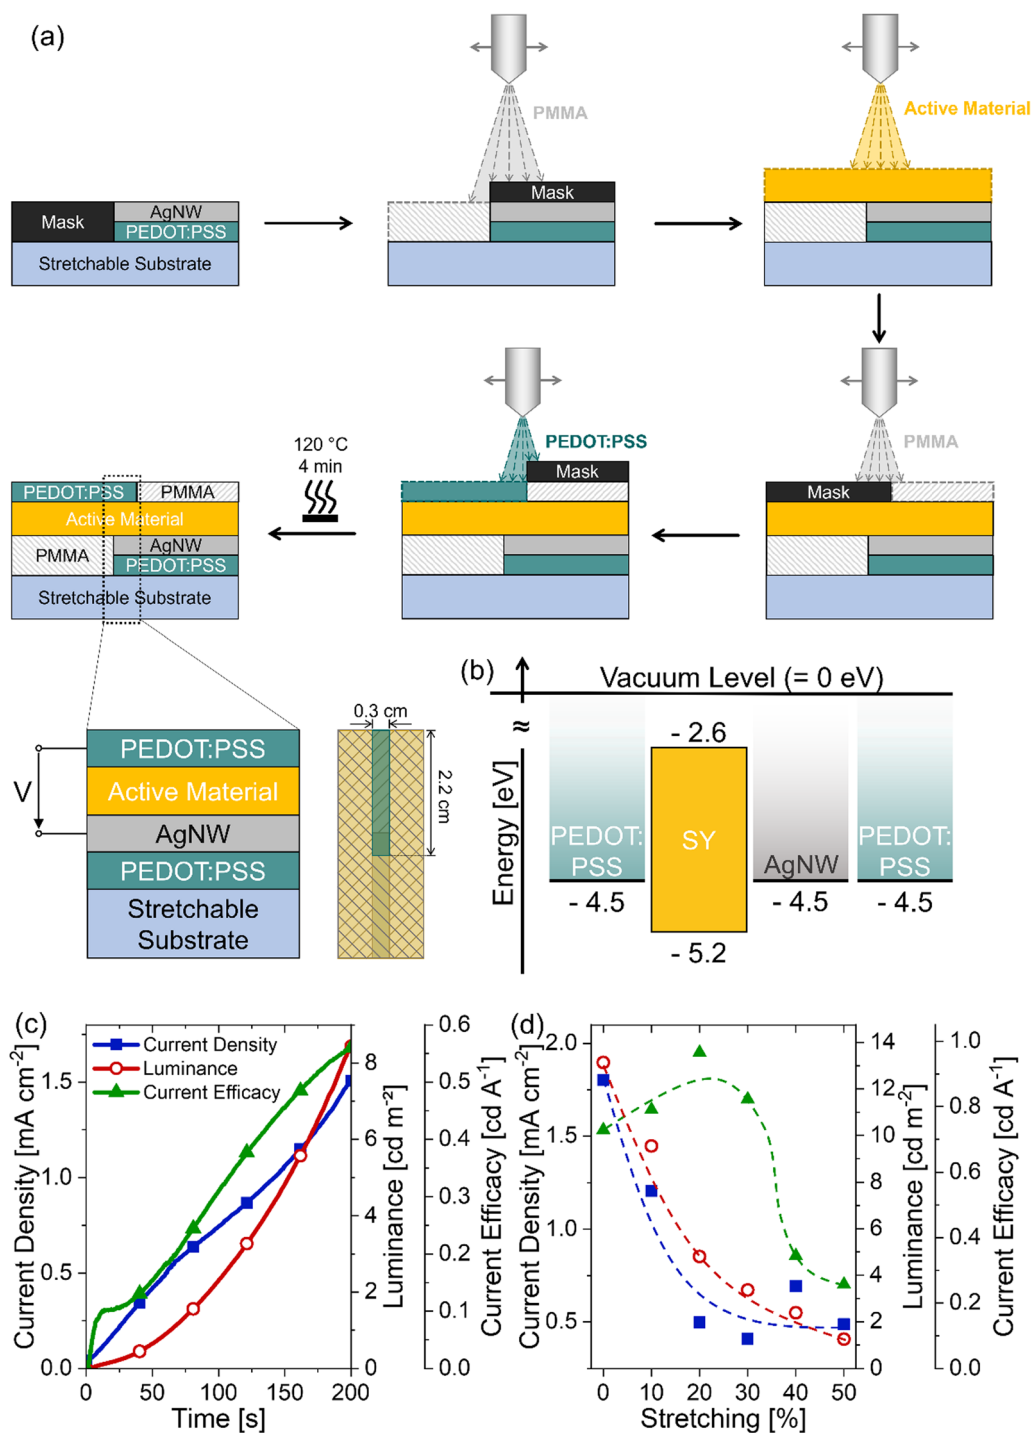 (a)
PMMA
Active Material
Mask
AgNW
PEDOT:PSS
Stretchable Substrate
Mask
120 °C
4 min
PEDOT:PSS
Mask
PMMA
Mask
PEDOT:PSS
PMMA
Active Material
PMMA
AgNW
PEDOT:PSS
Stretchable Substrate
V
PEDOT:PSS
Active Material
AgNW
PEDOT:PSS
Stretchable
Substrate
0.3 cm
2.2 cm
(b)
Vacuum Level (= 0 eV)
≈
Energy [eV]
PEDOT:
PSS
- 4.5
- 2.6
SY
- 5.2
AgNW
- 4.5
PEDOT:
PSS
- 4.5
(c)
Current Density [mA cm-2]
1.5
1.0
0.5
0.0
Current Density
Luminance
Current Efficacy
0 50 100 150 200
Time [s]
8
6
4
2
0
Luminance [cd m-2]
0.6
0.5
0.4
0.3
0.2
0.1
0.0
Current Efficacy [cd A-1]
(d)
Current Density [mA cm-2]
2.0
1.5
1.0
0.5
0 10 20 30 40 50
Stretching [%]
14
12
10
8
6
4
2
0
Luminance [cd m-2]
1.0
0.8
0.6
0.4
0.2
0.0
Current Efficacy [cd A-1]